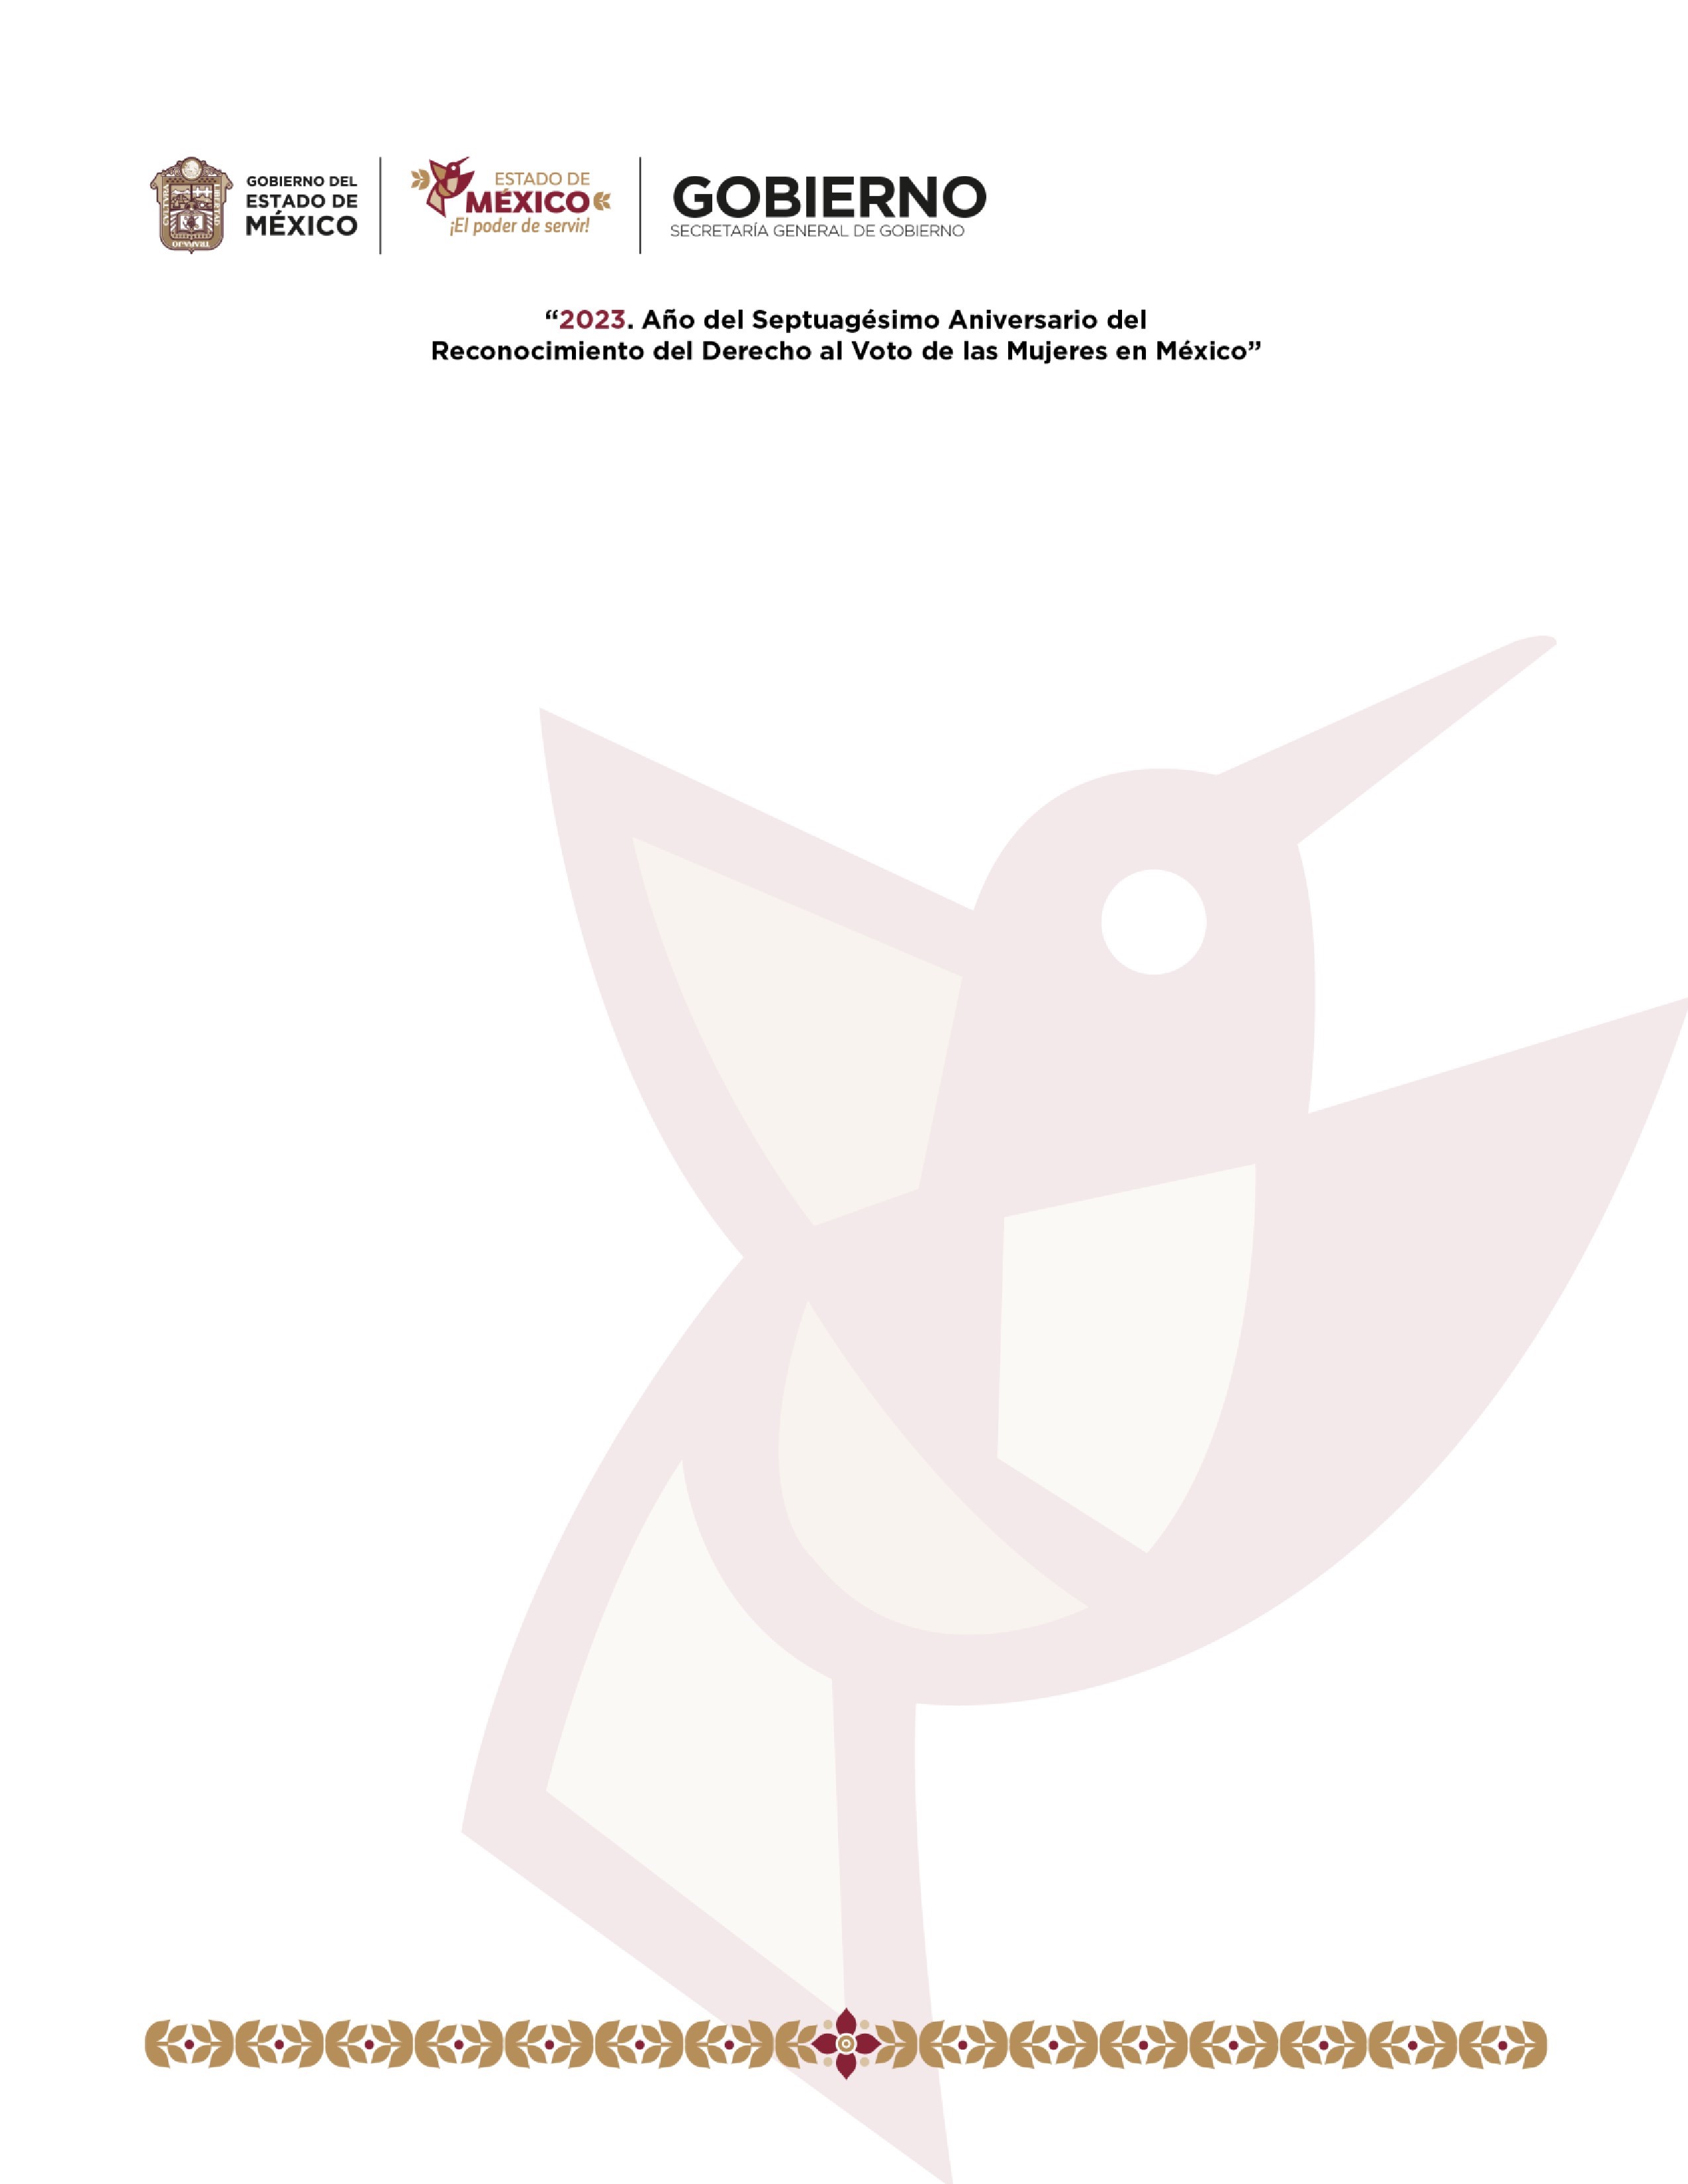 GOBIERNO DEL
ESTADO DE
MÉXICO
ESTADO DE
MÉXICO
¡El poder de servir!
GOBIERNO
SECRETARÍA GENERAL DE GOBIERNO
“2023. Año del Septuagésimo Aniversario del
Reconocimiento del Derecho al Voto de las Mujeres en México”